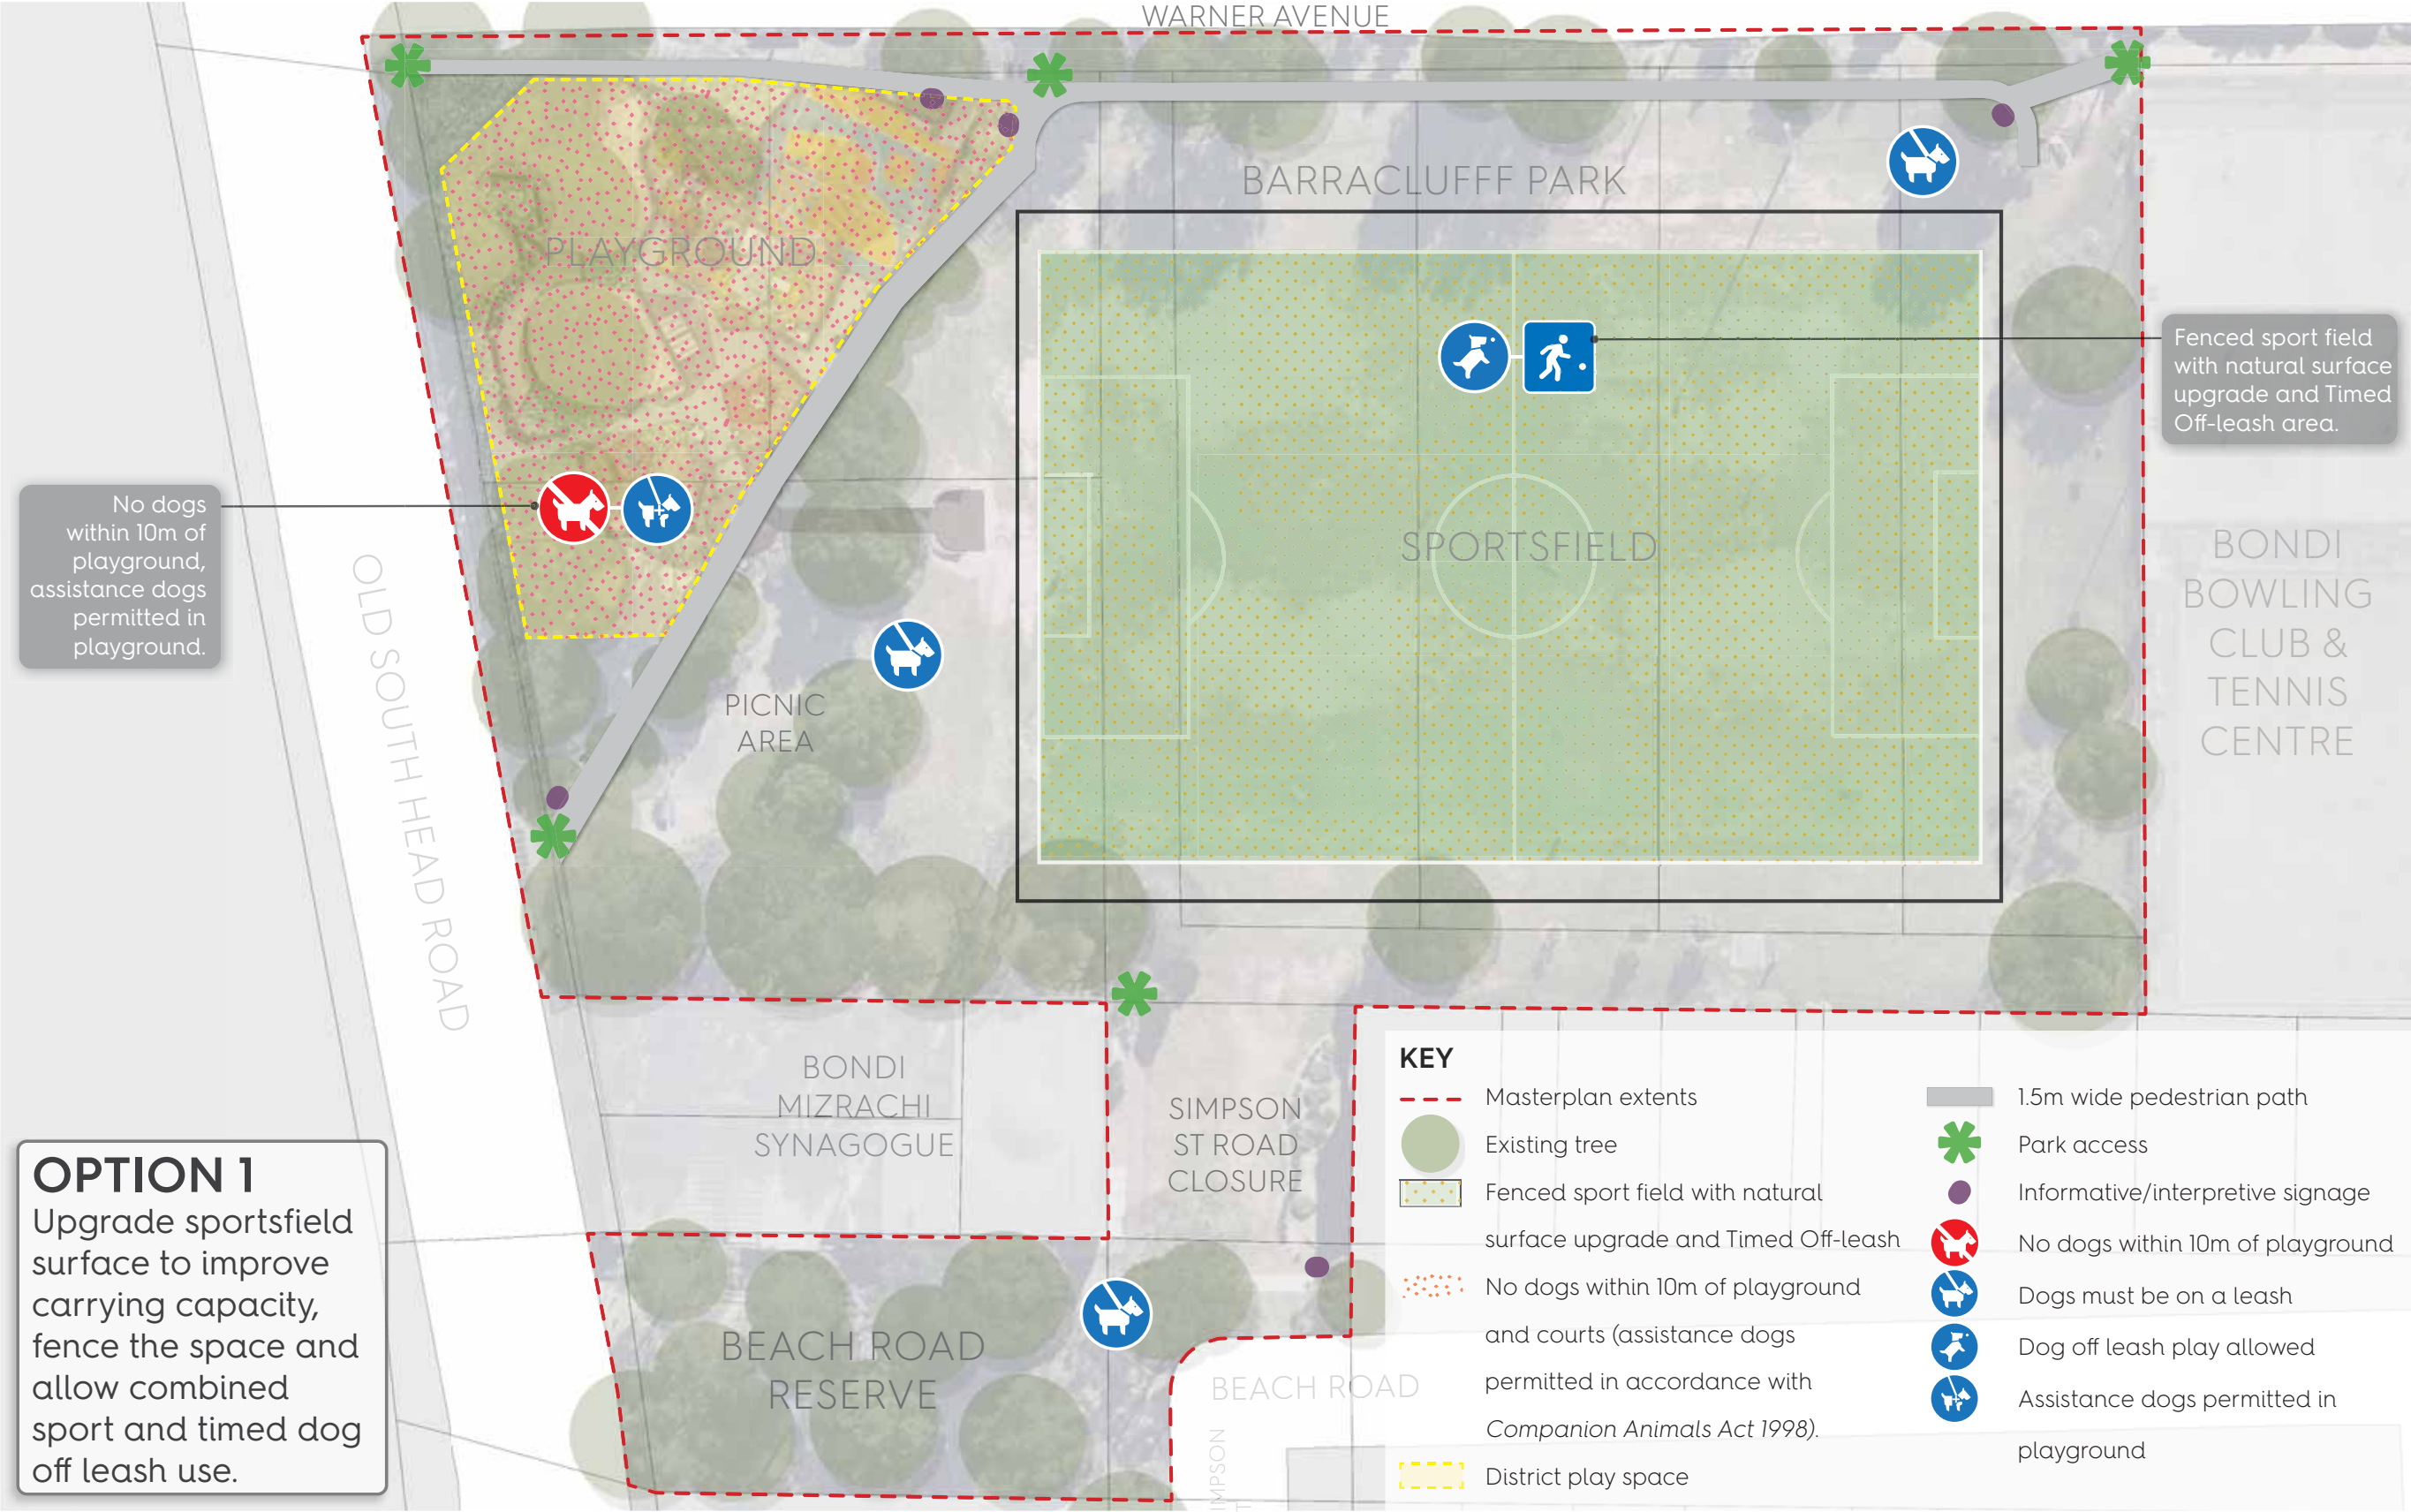 WARNER AVENUE
BARRACLUFFF PARK
PLAYGROUND
Fenced sport field
with natural surface
upgrade and Timed
Off-leash area.
No dogs
within 10m of
playground,
assistance dogs
permitted in
playground.
SPORTSFIELD
BONDI
BOWLING
CLUB &
TENNIS
CENTRE
OLD SOUTH HEAD ROAD
PICNIC
AREA
BONDI
MIZRACHI
SYNAGOGUE
SIMPSON
ST ROAD
CLOSURE
BEACH ROAD
RESERVE
BEACH ROAD
OPTION 1
Upgrade sportsfield
surface to improve
carrying capacity,
fence the space and
allow combined
sport and timed dog
off leash use.
KEY
Masterplan extents
Existing tree
Fenced sport field with natural
surface upgrade and Timed Off-leash
No dogs within 10m of playground
and courts (assistance dogs
permitted in accordance with
Companion Animals Act 1998).
District play space
1.5m wide pedestrian path
Park access
Informative/interpretive signage
No dogs within 10m of playground
Dogs must be on a leash
Dog off leash play allowed
Assistance dogs permitted in
playground